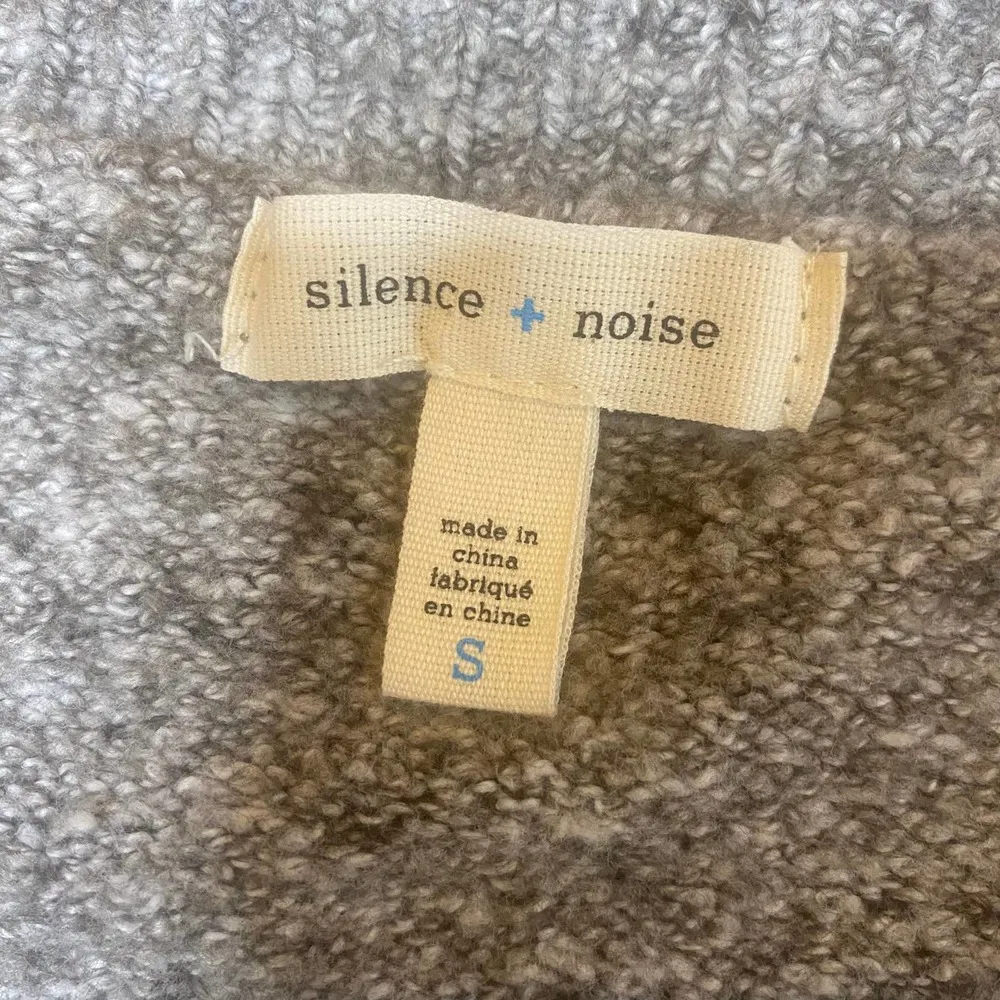 silence + noise
made in
china
fabriqué
en chine
S